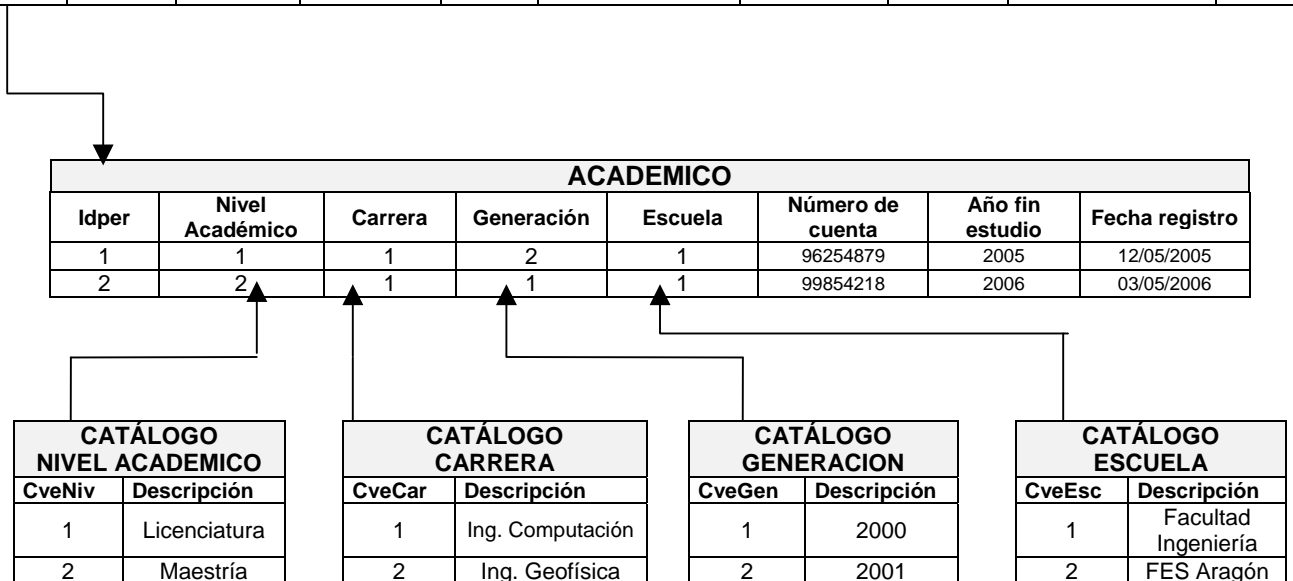 ACADEMICO
Idper Nivel Académico Carrera Generación Escuela Número de cuenta Año fin estudio Fecha registro
1 1 1 2 1 96254879 2005 12/05/2005
2 2 1 1 1 99854218 2006 03/05/2006
CATÁLOGO NIVEL ACADEMICO
CveNiv Descripción
1 Licenciatura
2 Maestría
CATÁLOGO CARRERA
CveCar Descripción
1 Ing. Computación
2 Ing. Geofísica
CATÁLOGO GENERACION
CveGen Descripción
1 2000
2 2001
CATÁLOGO ESCUELA
CveEsc Descripción
1 Facultad Ingeniería
2 FES Aragón